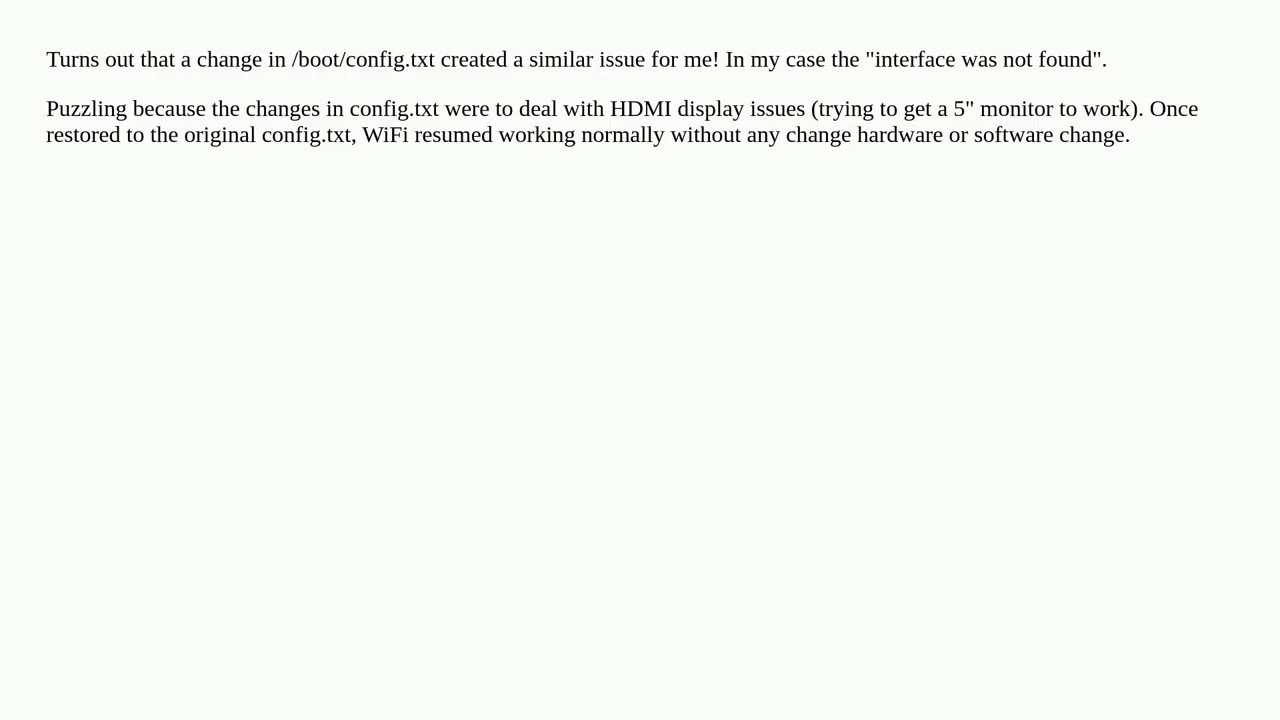 Turns out that a change in /boot/config.txt created a similar issue for me! In my case the "interface was not found".
Puzzling because the changes in config.txt were to deal with HDMI display issues (trying to get a 5" monitor to work). Once
restored to the original config.txt, WiFi resumed working normally without any change hardware or software change.